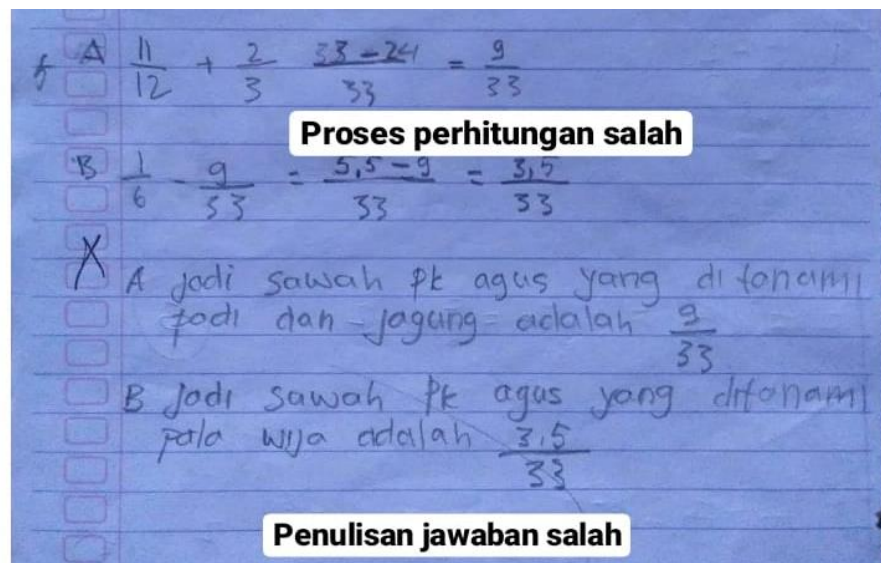 A 11/12 + 2/3 33-24/33 = 9/33
Proses perhitungan salah
B 1/6 - 9/33 = 5,5-9/33 = 3,5/33
X
A jadi sawah pk agus yang di tanami
padi dan jagung adalah 9/33
B Jadi sawah Pk agus yang ditanami
pala wija adalah 3,5/33
Penulisan jawaban salah